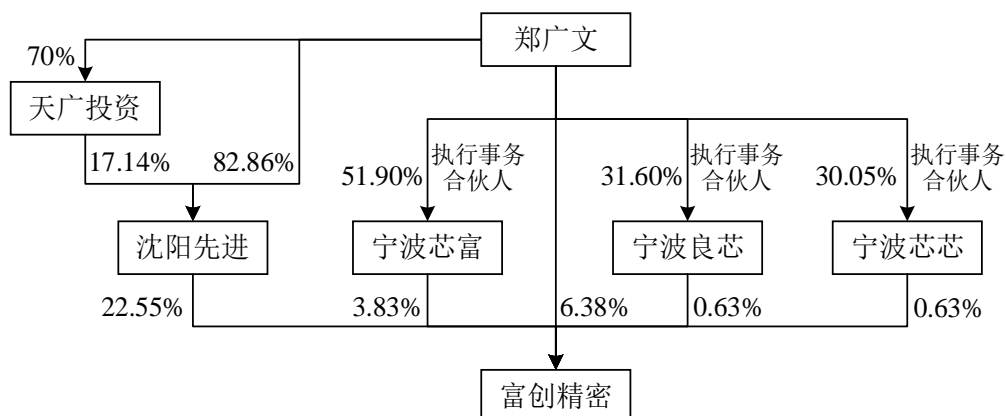 郑广文
70%
天广投资
17.14%
82.86%
51.90%
执行事务
合伙人
31.60%
执行事务
合伙人
30.05%
执行事务
合伙人
沈阳先进
宁波芯富
宁波良芯
宁波芯芯
22.55%
3.83%
6.38%
0.63%
0.63%
富创精密